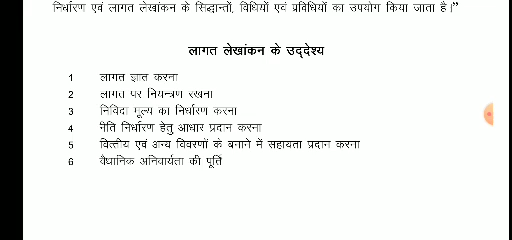 निर्धारण एवं लागत लेखांकन के सिद्धान्तों, विधियों एवं प्रविधियों का उपयोग किया जाता है।”
लागत लेखांकन के उद्देश्य
1 लागत ज्ञात करना
2 लागत पर नियन्त्रण रखना
3 निविदा मूल्य का निर्धारण करना
4 नीति निर्धारण हेतु आधार प्रदान करना
5 वित्तीय एवं अन्य विवरणों के बनाने में सहायता प्रदान करना
6 वैधानिक अनिवार्यता की पूर्ति